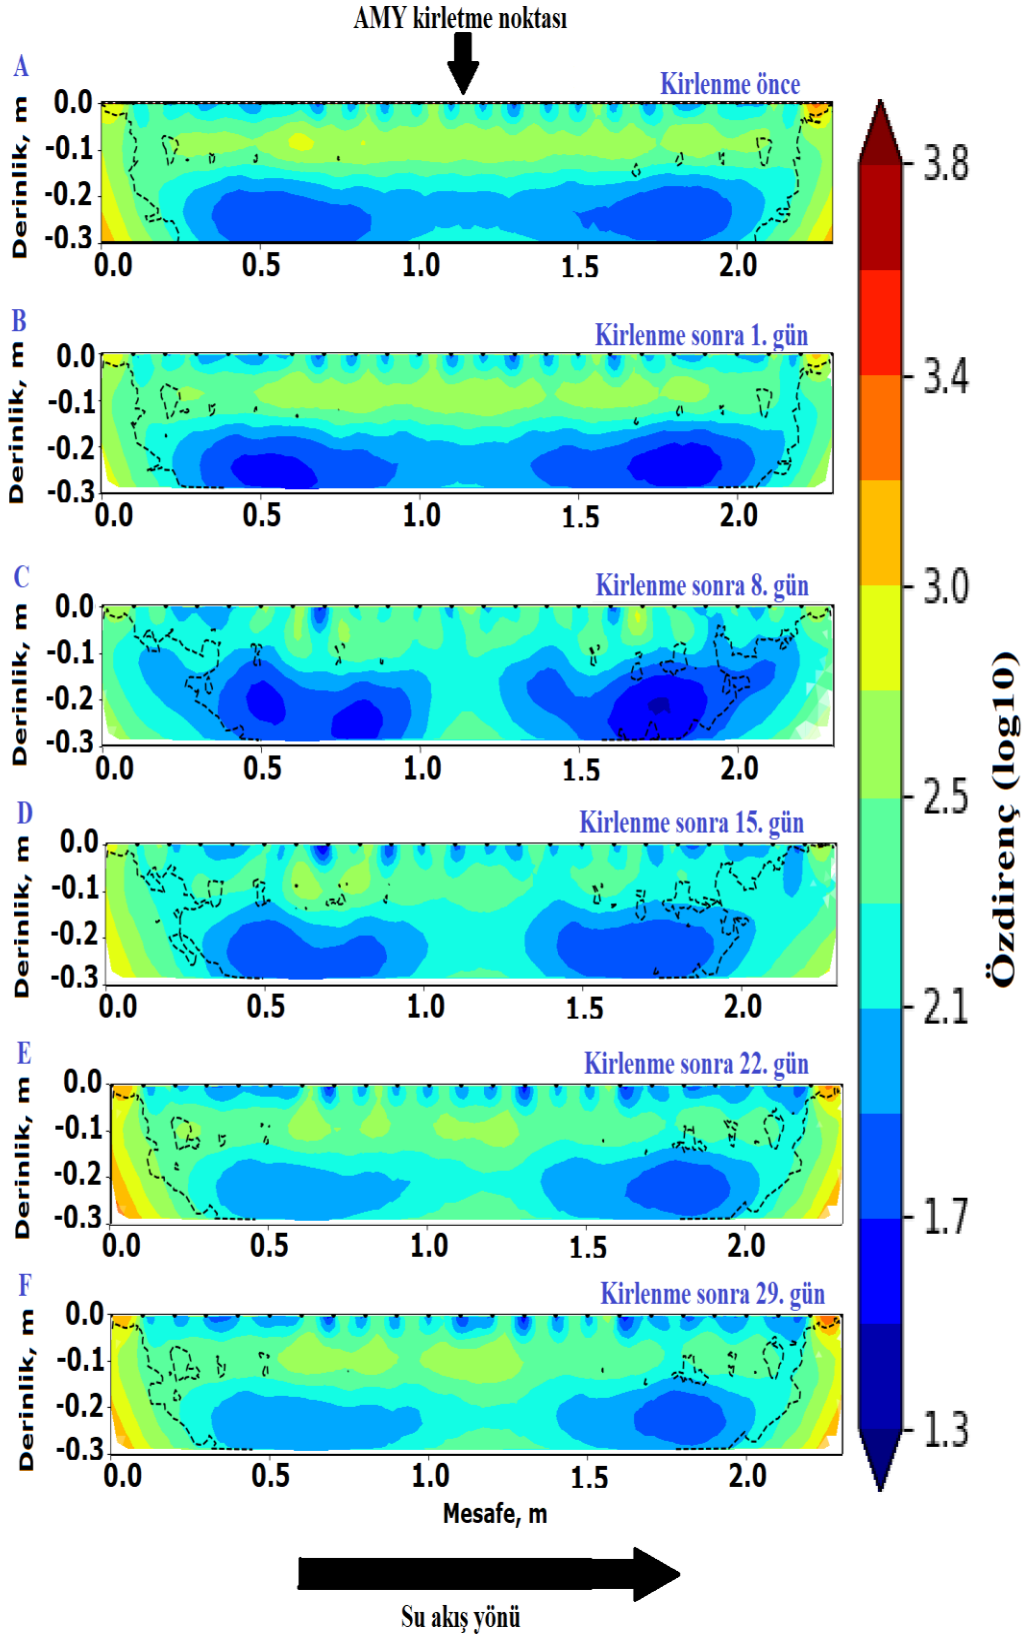 AMY kirletme noktası
A
Kirlenme önce
Derinlik, m
0.0
-0.1
-0.2
-0.3
0.0 0.5 1.0 1.5 2.0
B
Kirlenme sonra 1. gün
Derinlik, m
0.0
-0.1
-0.2
-0.3
0.0 0.5 1.0 1.5 2.0
C
Kirlenme sonra 8. gün
Derinlik, m
0.0
-0.1
-0.2
-0.3
0.0 0.5 1.0 1.5 2.0
D
Kirlenme sonra 15. gün
Derinlik, m
0.0
-0.1
-0.2
-0.3
0.0 0.5 1.0 1.5 2.0
E
Kirlenme sonra 22. gün
Derinlik, m
0.0
-0.1
-0.2
-0.3
0.0 0.5 1.0 1.5 2.0
F
Kirlenme sonra 29. gün
Derinlik, m
0.0
-0.1
-0.2
-0.3
0.0 0.5 1.0 1.5 2.0
Mesafe, m
Su akış yönü
3.8
3.4
3.0
2.5
2.1
1.7
1.3
Özdirenç (log10)